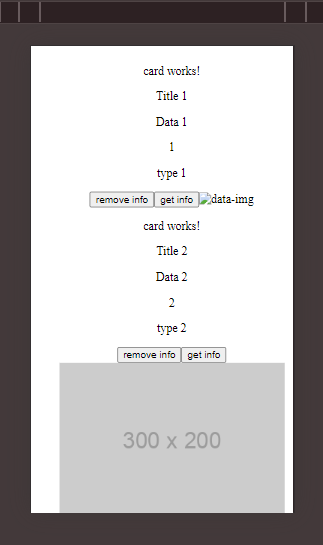 card works!
Title 1
Data 1
1
type 1
remove info get info data-img
card works!
Title 2
Data 2
2
type 2
remove info get info
300 x 200